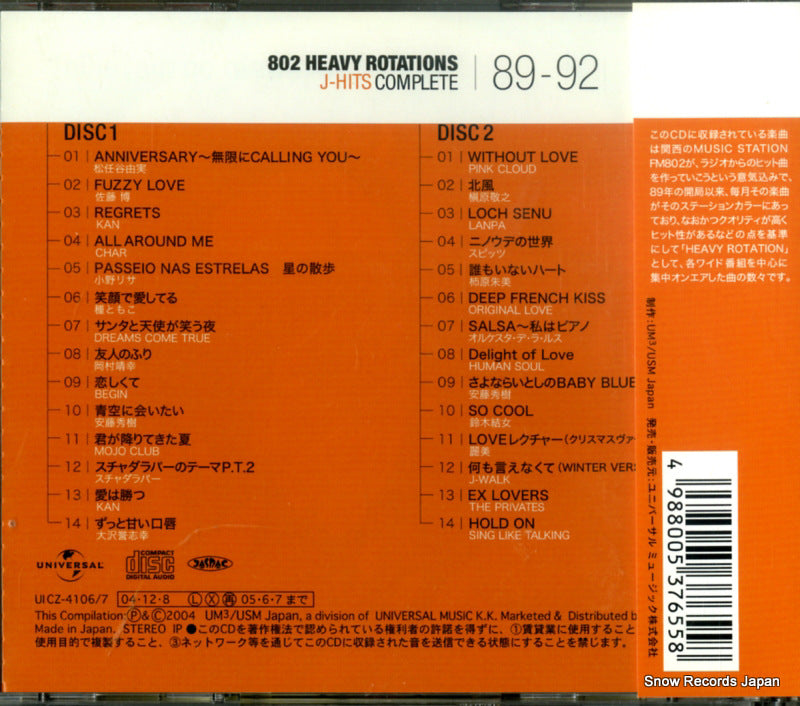 802 HEAVY ROTATIONS
J-HITS COMPLETE
89-92
DISC 1
01 ANNIVERSARY～無限にCALLING YOU～
松任谷由実
02 FUZZY LOVE
佐藤 博
03 REGRETS
KAN
04 ALL AROUND ME
CHAR
05 PASSEIO NAS ESTRELAS 星の散歩
小野リサ
06 笑顔で愛してる
種ともこ
07 サンタと天使が笑う夜
DREAMS COME TRUE
08 友人のふり
岡村靖幸
09 恋しくて
BEGIN
10 青空に会いたい
安藤秀樹
11 君が降りてきた夏
MOJO CLUB
12 スチャダラパーのテーマP.T.2
スチャダラパー
13 愛は勝つ
KAN
14 ずっと甘い口唇
大沢誉志幸
DISC 2
01 WITHOUT LOVE
PINK CLOUD
02 北風
槇原敬之
03 LOCH SENU
LANPA
04 ニノウデの世界
スピッツ
05 誰もいないハート
柿原朱美
06 DEEP FRENCH KISS
ORIGINAL LOVE
07 SALSA～私はピアノ
オルケスタ・デ・ラ・ルス
08 Delight of Love
HUMAN SOUL
09 さよならいとしのBABY BLUE
安藤秀樹
10 SO COOL
鈴木結女
11 LOVEレクチャー(クリスマスヴァー
麗美
12 何も言えなくて(WINTER VER
J-WALK
13 EX LOVERS
THE PRIVATES
14 HOLD ON
SING LIKE TALKING
このCDに収録されている楽曲
は関西のMUSIC STATION
FM802が、ラジオからのヒット曲
を作っていこうという意気込みで、
89年の開局以来、毎月その楽曲
がそのステーションカラーにあっ
ており、なおかつクオリティが高く
ヒット性があるなどの点を基準
にして「HEAVY ROTATION」
として、各ワイド番組を中心に
集中オンエアした曲の数々です。
制作：UM3/USM Japan 発売・販売元：ユニバーサル ミュージック株式会社
4 988005 376558
UNIVERSAL
COMPACT
disc
DIGITAL AUDIO
JASRAC
UICZ-4106/7 04・12・8 Ⓛ Ⓧ 再 05・6・7まで
This Compilation:Ⓟ&Ⓒ2004 UM3/USM Japan, a division of UNIVERSAL MUSIC K.K. Marketed & Distributed b
Made in Japan. STEREO IP ●このCDを著作権法で認められている権利者の許諾を得ずに、①賃貸業に使用すること
使用目的で複製すること、③ネットワーク等を通じてこのCDに収録された音を送信できる状態にすることを禁じます。
Snow Records Japan